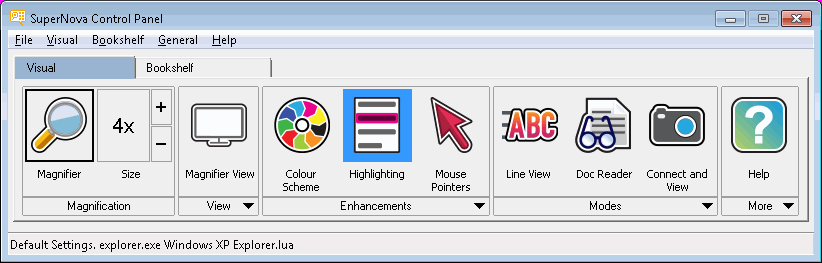 SuperNova Control Panel
File Visual Bookshelf General Help
Visual Bookshelf
4x + −
ABC ?
Magnifier Size Magnifier View Colour Scheme Highlighting Mouse Pointers Line View Doc Reader Connect and View Help
Magnification View Enhancements Modes More
Default Settings. explorer.exe Windows XP Explorer.lua